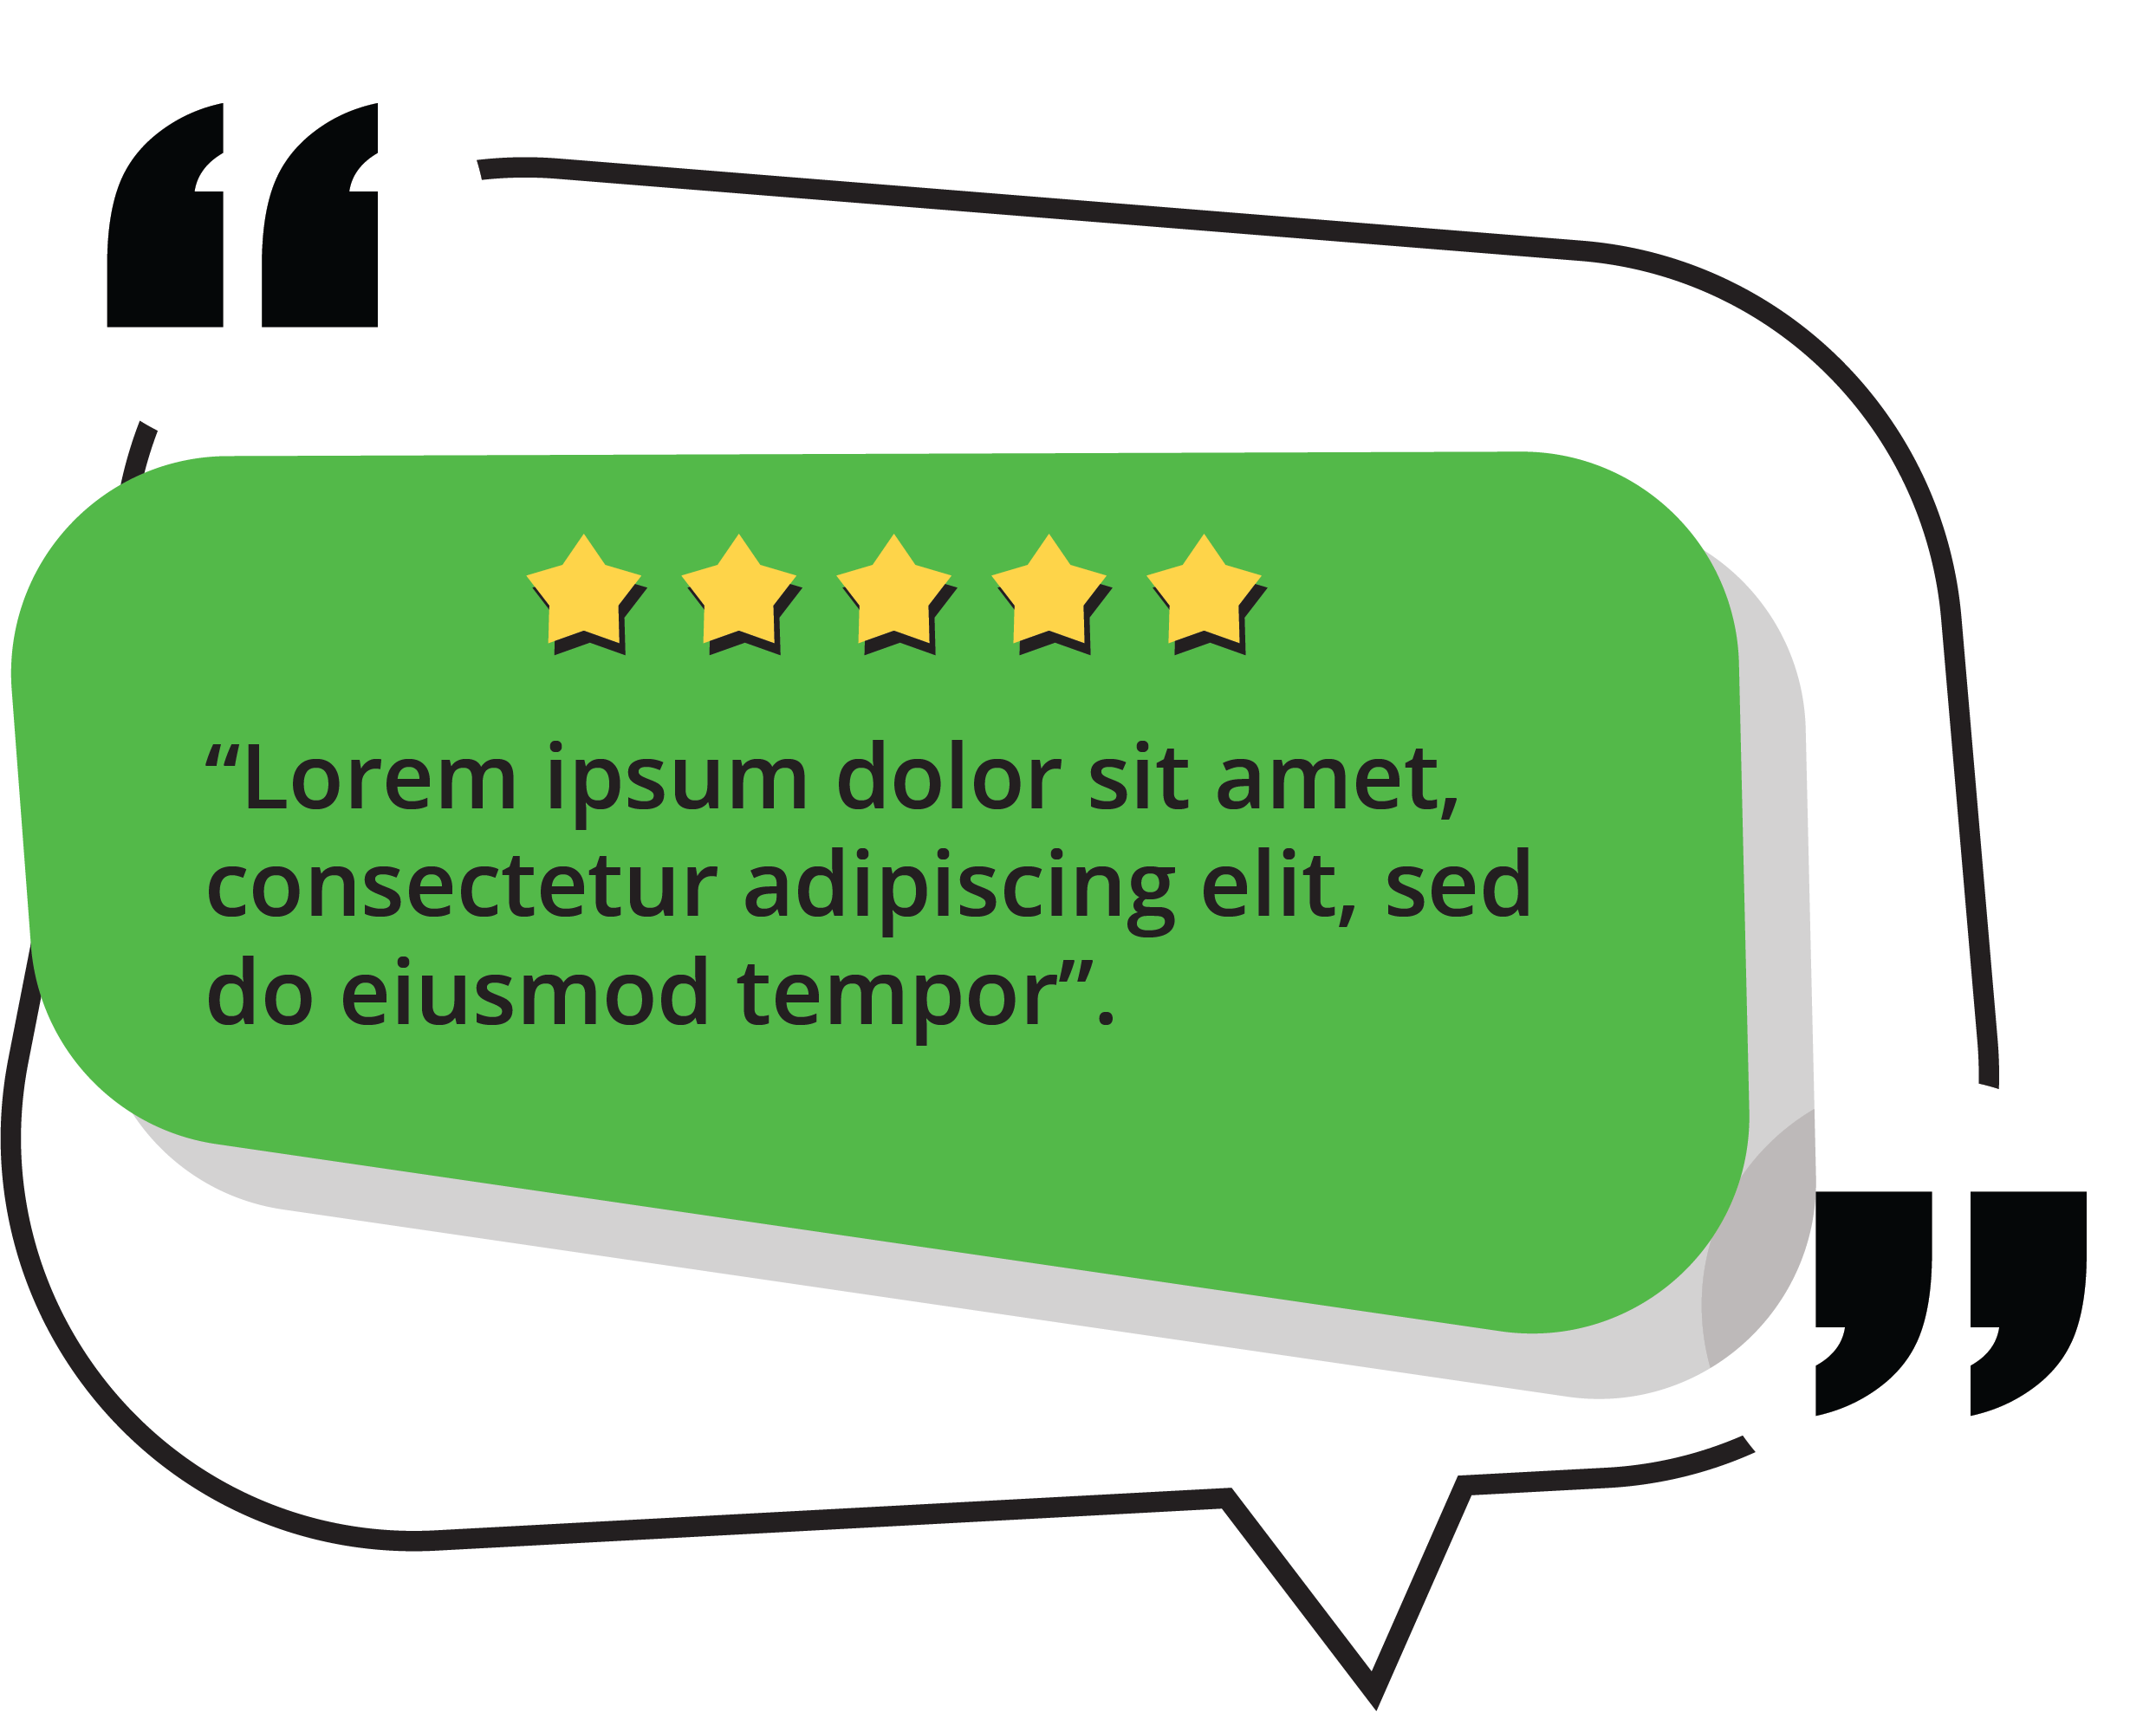 “Lorem ipsum dolor sit amet,
consectetur adipiscing elit, sed
do eiusmod tempor”.